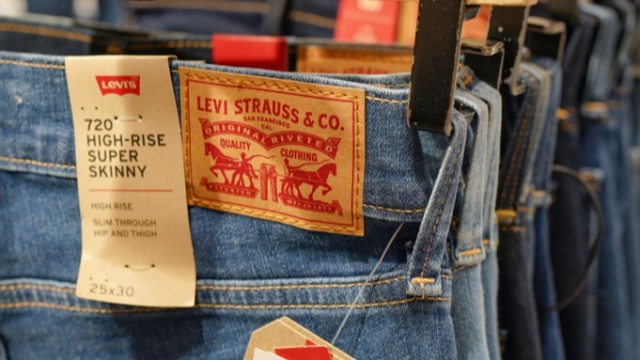 LEVI'S
720
HIGH-RISE
SUPER
SKINNY
HIGH RISE
SLIM THROUGH
HIP AND THIGH
25x30
LEVI STRAUSS & CO.
SAN FRANCISCO
CAL.
ORIGINAL RIVETED
QUALITY CLOTHING